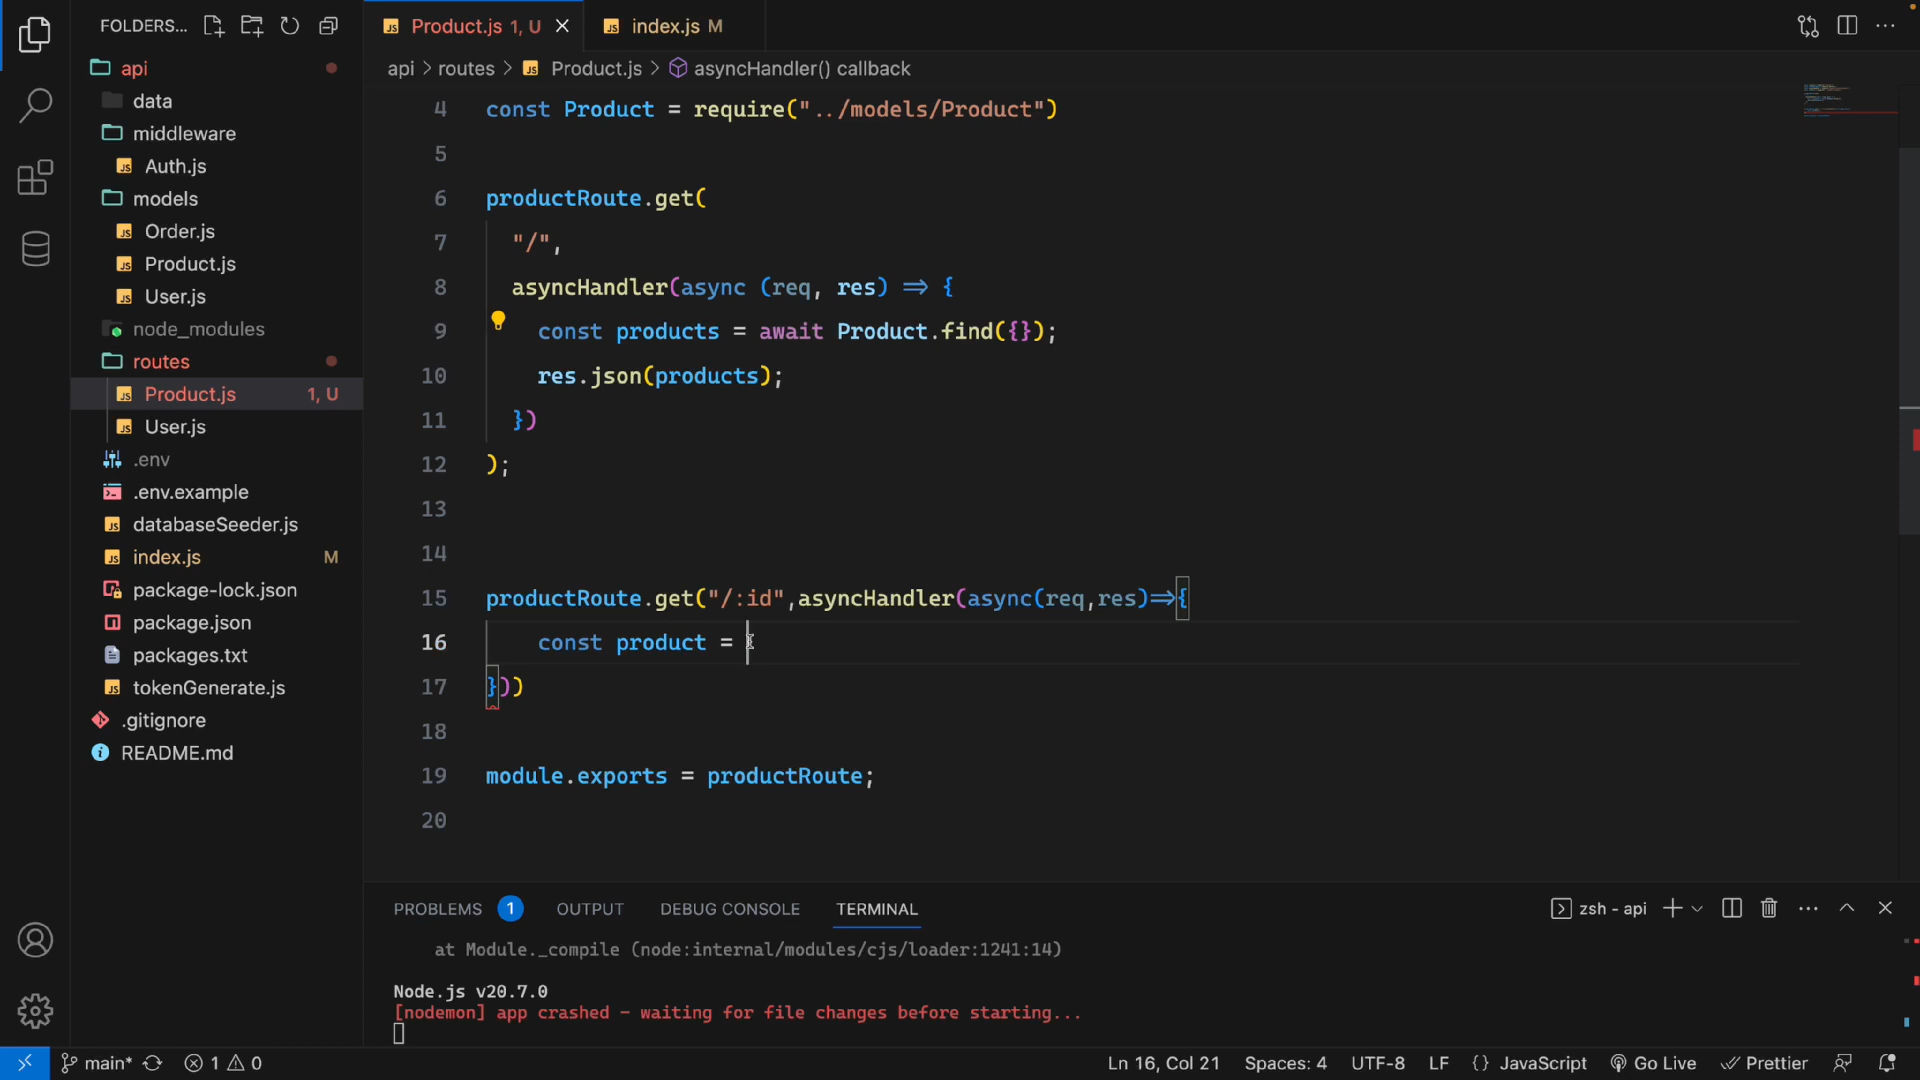 FOLDERS...
api
data
middleware
Auth.js
models
Order.js
Product.js
User.js
node_modules
routes
Product.js 1, U
User.js
.env
.env.example
databaseSeeder.js
index.js M
package-lock.json
package.json
packages.txt
tokenGenerate.js
.gitignore
README.md
Product.js 1, U
index.js M
api > routes > Product.js > asyncHandler() callback
4 const Product = require("../models/Product")
5
6 productRoute.get(
7 "/",
8 asyncHandler(async (req, res) => {
9 const products = await Product.find({});
10 res.json(products);
11 })
12 );
13
14
15 productRoute.get("/:id",asyncHandler(async(req,res)=>{
16 const product =
17 }))
18
19 module.exports = productRoute;
20
PROBLEMS 1 OUTPUT DEBUG CONSOLE TERMINAL zsh - api
at Module._compile (node:internal/modules/cjs/loader:1241:14)
Node.js v20.7.0
[nodemon] app crashed - waiting for file changes before starting...
main* 1 0 Ln 16, Col 21 Spaces: 4 UTF-8 LF {} JavaScript Go Live Prettier